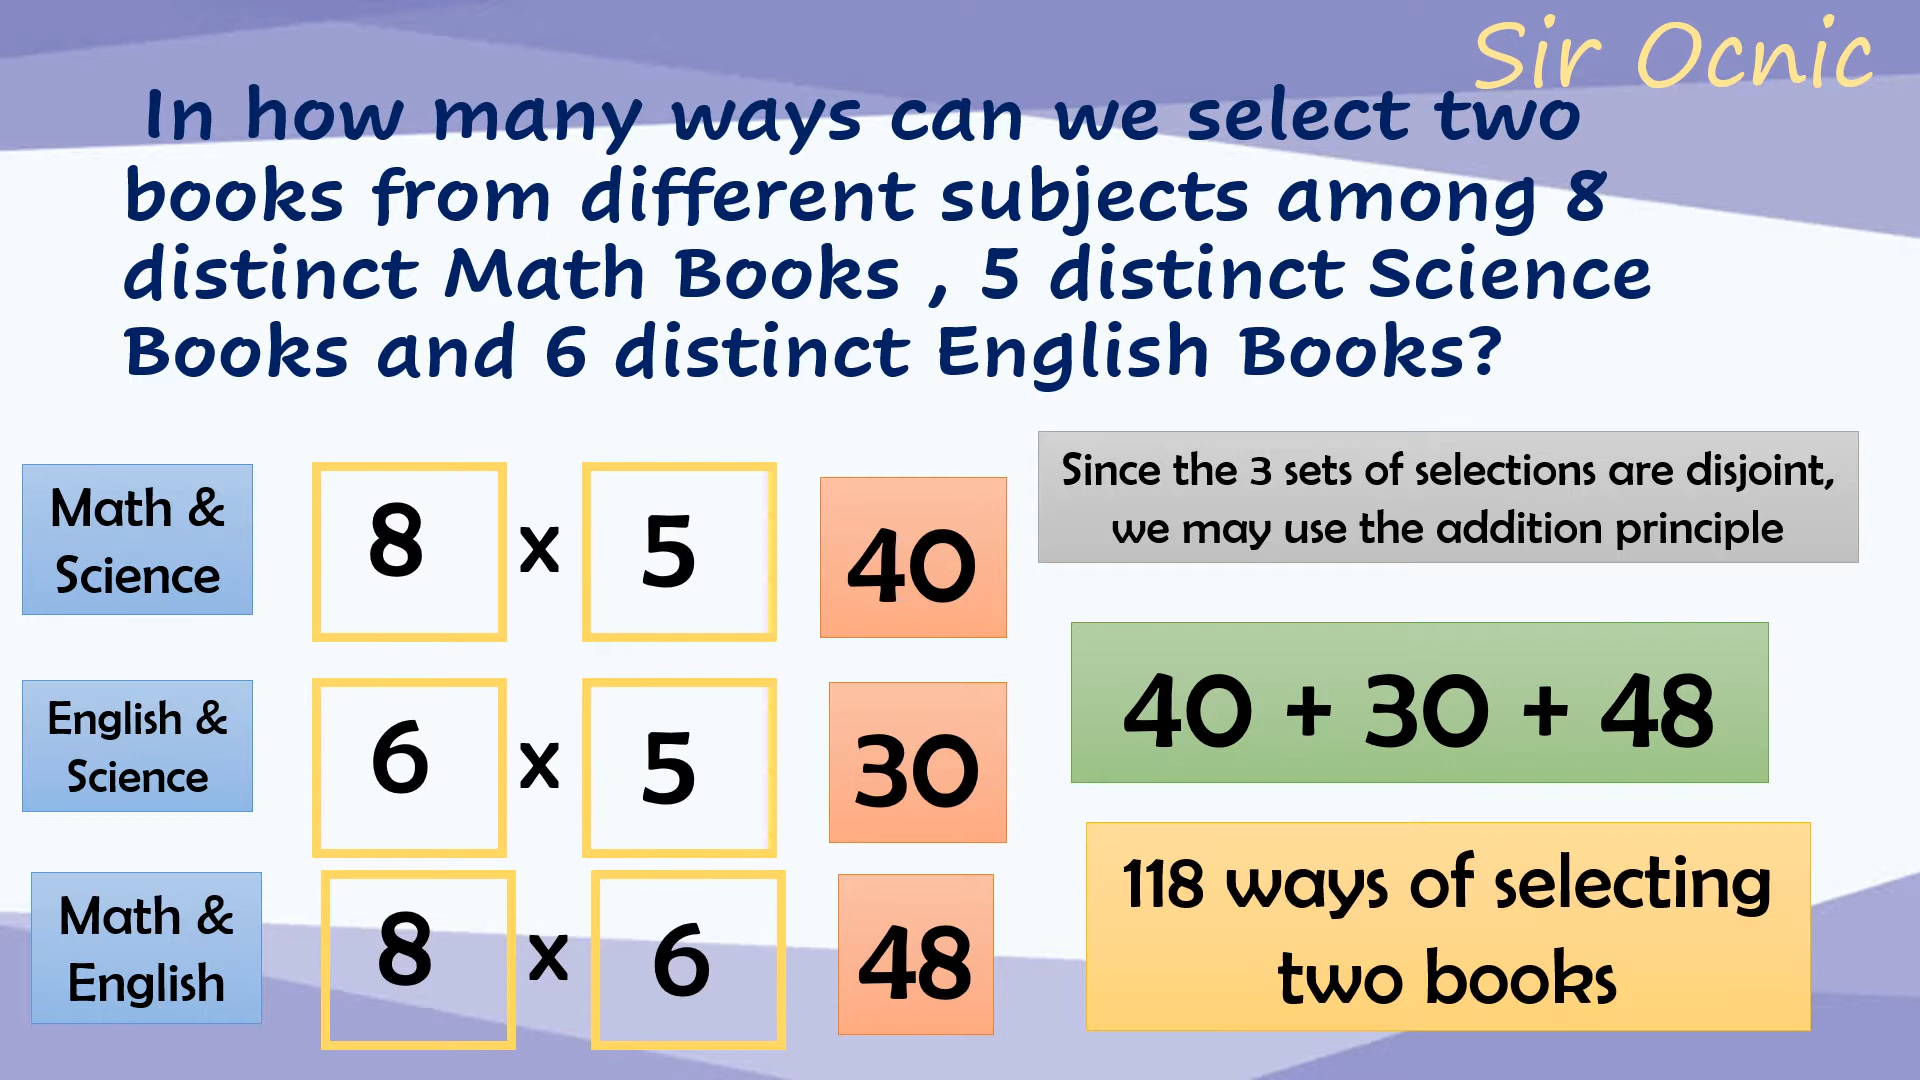 Sir Ocnic
In how many ways can we select two
books from different subjects among 8
distinct Math Books , 5 distinct Science
Books and 6 distinct English Books?
Math &
Science
8 x 5 40
Since the 3 sets of selections are disjoint,
we may use the addition principle
English &
Science
6 x 5 30
40 + 30 + 48
Math &
English
8 x 6 48
118 ways of selecting
two books